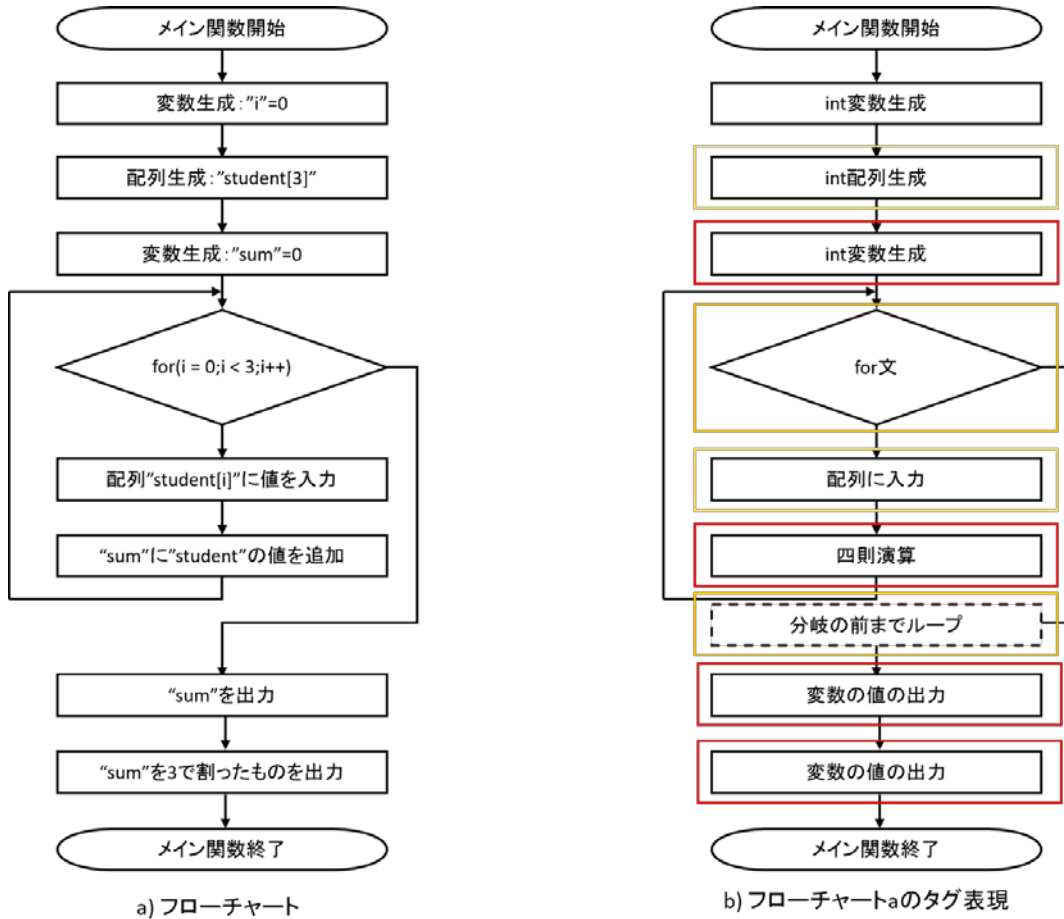 メイン関数開始
変数生成:”i”=0
配列生成:”student[3]”
変数生成:”sum”=0
for(i = 0;i < 3;i++)
配列”student[i]”に値を入力
“sum”に”student”の値を追加
“sum”を出力
“sum”を3で割ったものを出力
メイン関数終了
a) フローチャート
メイン関数開始
int変数生成
int配列生成
int変数生成
for文
配列に入力
四則演算
分岐の前までループ
変数の値の出力
変数の値の出力
メイン関数終了
b) フローチャートaのタグ表現